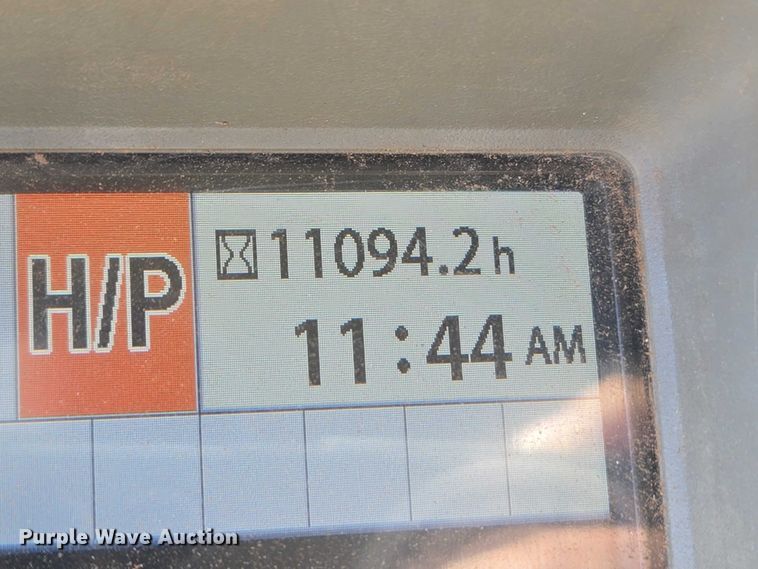 H/P
11094.2h
11:44 AM
Purple Wave Auction